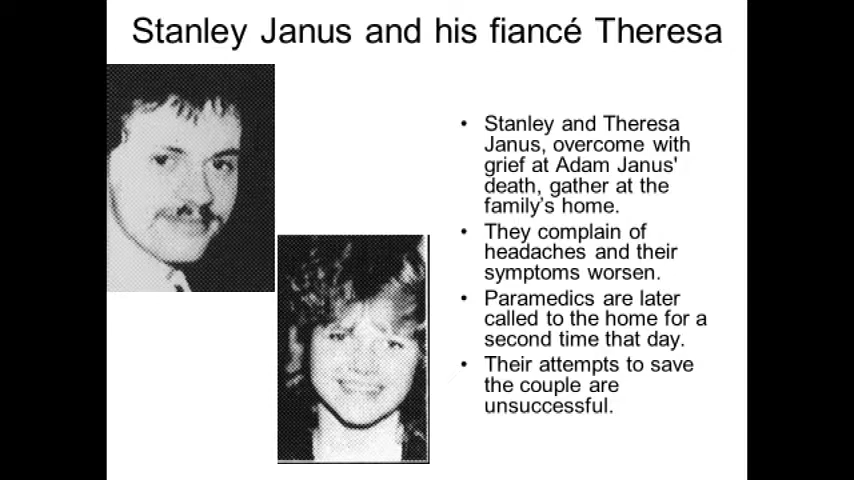 Stanley Janus and his fiancé Theresa
• Stanley and Theresa
Janus, overcome with
grief at Adam Janus'
death, gather at the
family's home.
• They complain of
headaches and their
symptoms worsen.
• Paramedics are later
called to the home for a
second time that day.
• Their attempts to save
the couple are
unsuccessful.